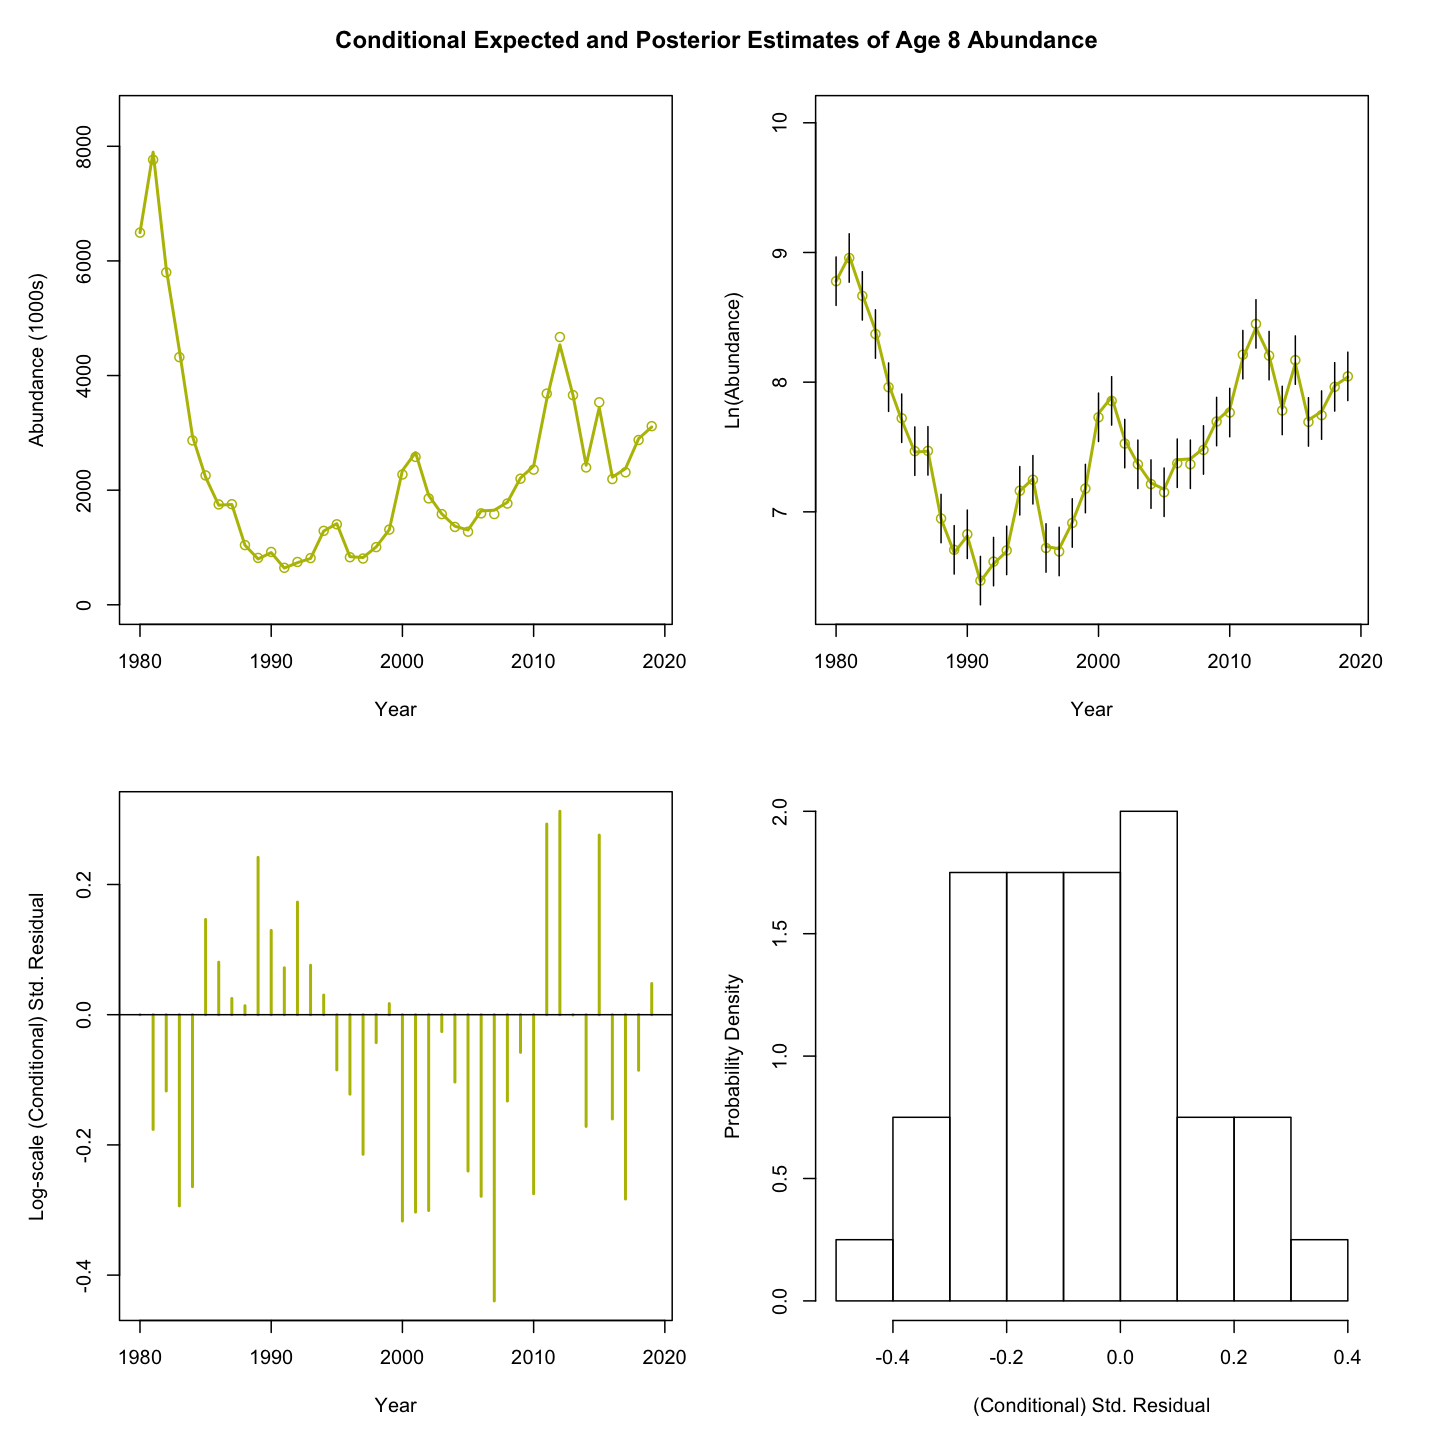 Conditional Expected and Posterior Estimates of Age 8 Abundance
Abundance (1000s)
8000
6000
4000
2000
0
1980 1990 2000 2010 2020
Year
Ln(Abundance)
10
9
8
7
1980 1990 2000 2010 2020
Year
Log-scale (Conditional) Std. Residual
0.2
0.0
-0.2
-0.4
1980 1990 2000 2010 2020
Year
Probability Density
2.0
1.5
1.0
0.5
0.0
-0.4 -0.2 0.0 0.2 0.4
(Conditional) Std. Residual